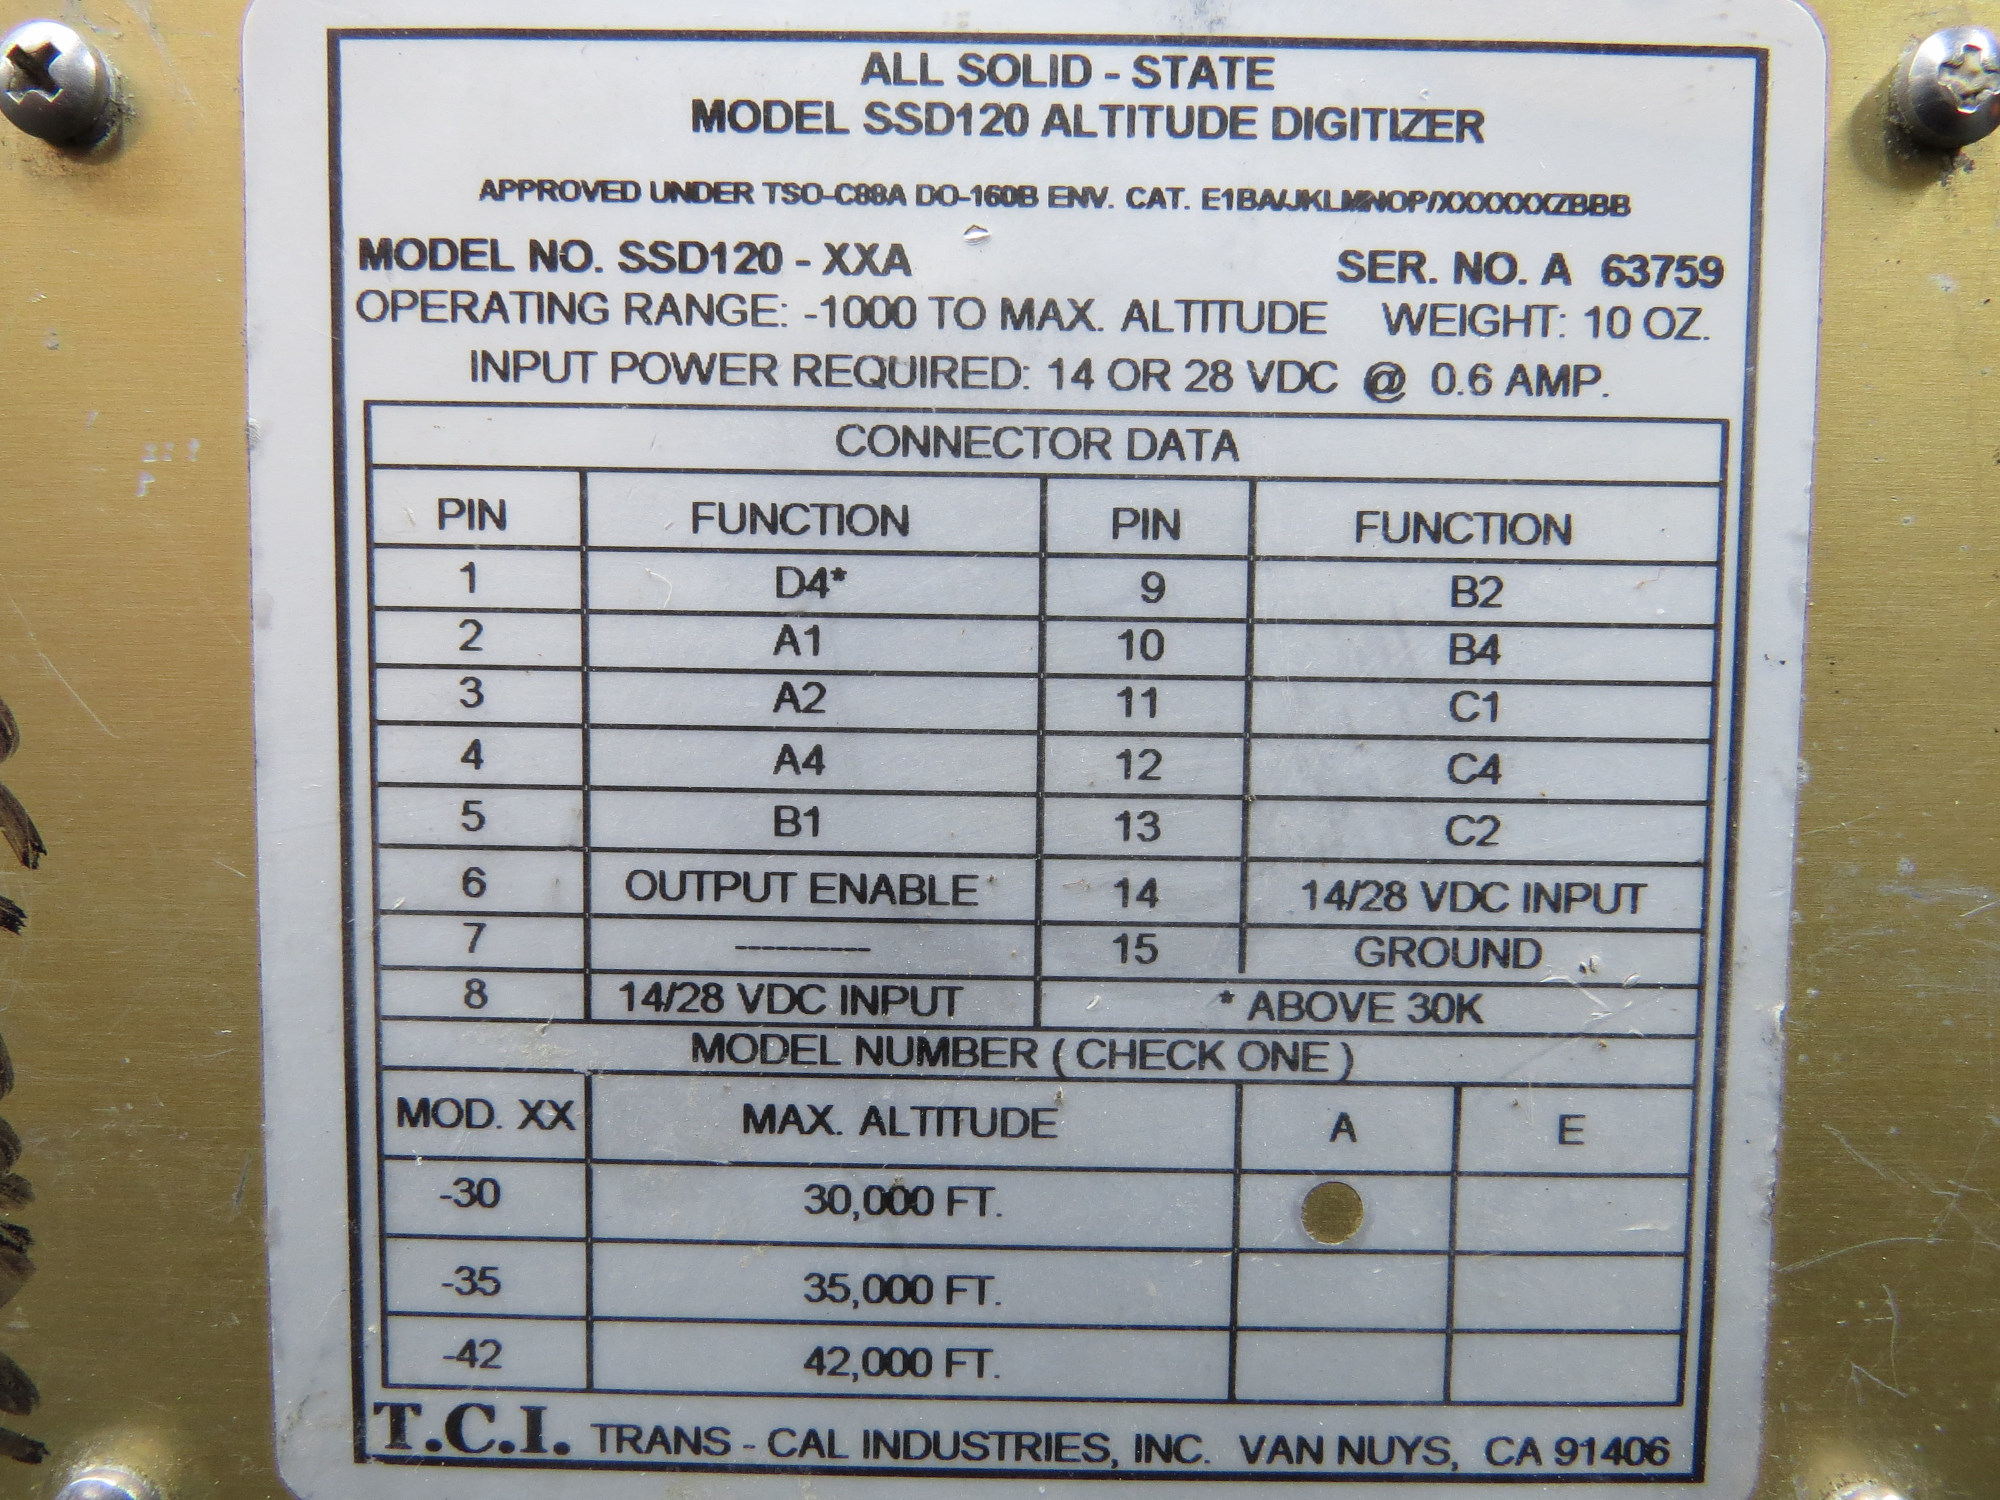 ALL SOLID - STATE
MODEL SSD120 ALTITUDE DIGITIZER
APPROVED UNDER TSO-C88A DO-160B ENV. CAT. E1BA/JKLMNOP/XXXXXXZBBB
MODEL NO. SSD120 - XXA SER. NO. A 63759
OPERATING RANGE: -1000 TO MAX. ALTITUDE WEIGHT: 10 OZ.
INPUT POWER REQUIRED: 14 OR 28 VDC @ 0.6 AMP.
CONNECTOR DATA
PIN FUNCTION PIN FUNCTION
1 D4* 9 B2
2 A1 10 B4
3 A2 11 C1
4 A4 12 C4
5 B1 13 C2
6 OUTPUT ENABLE 14 14/28 VDC INPUT
7 ---------- 15 GROUND
8 14/28 VDC INPUT * ABOVE 30K
MODEL NUMBER ( CHECK ONE )
MOD. XX MAX. ALTITUDE A E
-30 30,000 FT.
-35 35,000 FT.
-42 42,000 FT.
T.C.I. TRANS - CAL INDUSTRIES, INC. VAN NUYS, CA 91406